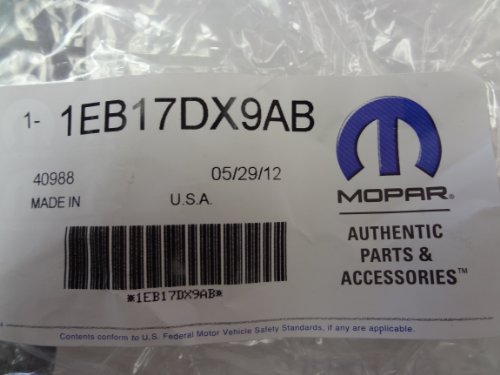 1- 1EB17DX9AB
40988 05/29/12
MADE IN U.S.A.
*1EB17DX9AB*
MOPAR®
AUTHENTIC
PARTS &
ACCESSORIES™
Contents conform to U.S. Federal Motor Vehicle Safety Standards, if any are applicable.